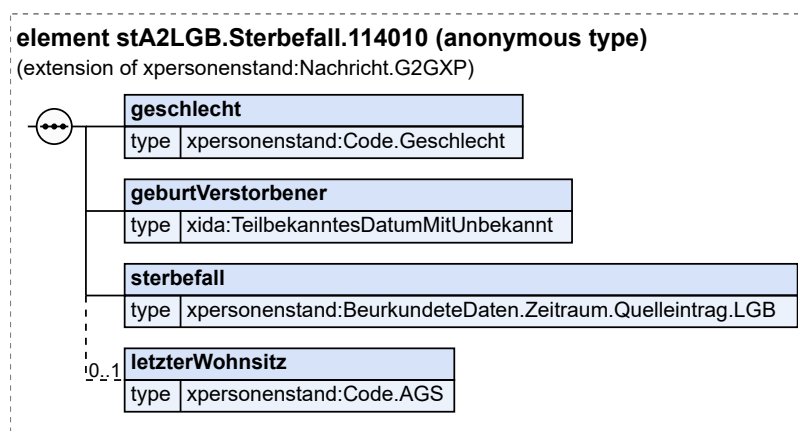 element stA2LGB.Sterbefall.114010 (anonymous type)
(extension of xpersonenstand:Nachricht.G2GXP)
geschlecht
type xpersonenstand:Code.Geschlecht
geburtVerstorbener
type xida:TeilbekanntesDatumMitUnbekannt
sterbefall
type xpersonenstand:BeurkundeteDaten.Zeitraum.Quelleintrag.LGB
0..1 letzterWohnsitz
type xpersonenstand:Code.AGS